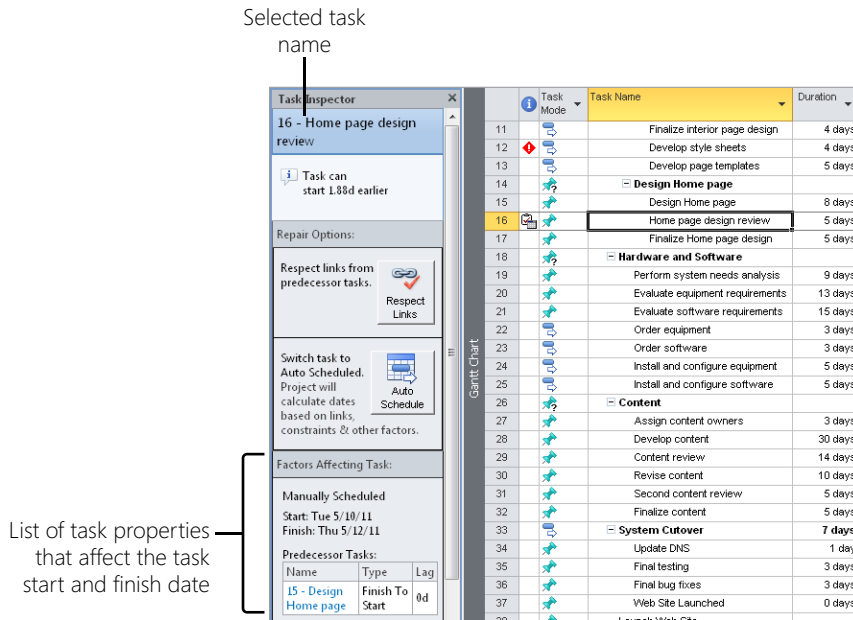 Selected task
name
Task Inspector
16 - Home page design
review
Task can
start 1.88d earlier
Repair Options:
Respect links from
predecessor tasks.
Respect
Links
Switch task to
Auto Scheduled.
Project will
calculate dates
based on links,
constraints & other factors.
Auto
Schedule
Factors Affecting Task:
Manually Scheduled
Start: Tue 5/10/11
Finish: Thu 5/12/11
Predecessor Tasks:
Name Type Lag
15 - Design Home page Finish To Start 0d
List of task properties
that affect the task
start and finish date
Gantt Chart
Task Mode Task Name Duration
11 Finalize interior page design 4 days
12 Develop style sheets 4 days
13 Develop page templates 5 days
14 Design Home page
15 Design Home page 8 days
16 Home page design review 5 days
17 Finalize Home page design 5 days
18 Hardware and Software
19 Perform system needs analysis 9 days
20 Evaluate equipment requirements 13 days
21 Evaluate software requirements 15 days
22 Order equipment 3 days
23 Order software 3 days
24 Install and configure equipment 5 days
25 Install and configure software 5 days
26 Content
27 Assign content owners 3 days
28 Develop content 30 days
29 Content review 14 days
30 Revise content 10 days
31 Second content review 5 days
32 Finalize content 5 days
33 System Cutover 7 days
34 Update DNS 1 day
35 Final testing 3 days
36 Final bug fixes 3 days
37 Web Site Launched 0 days